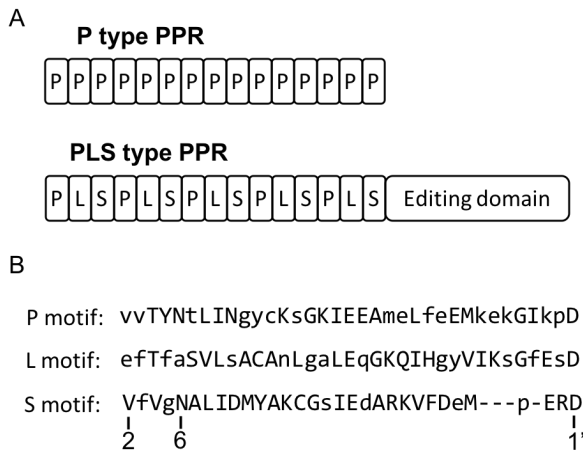 A
P type PPR
P P P P P P P P P P P P P P P
PLS type PPR
P L S P L S P L S P L S P L S Editing domain
B
P motif: vvTYNtLINgycKsGKIEEAmeLfeEMkekGIkpD
L motif: efTfaSVLsACAnLgaLEqGKQIHgyVIKsGfEsD
S motif: VfVgNALIDMYAKCGsIEdARKVFDeM---p-ERD
2 6 1'